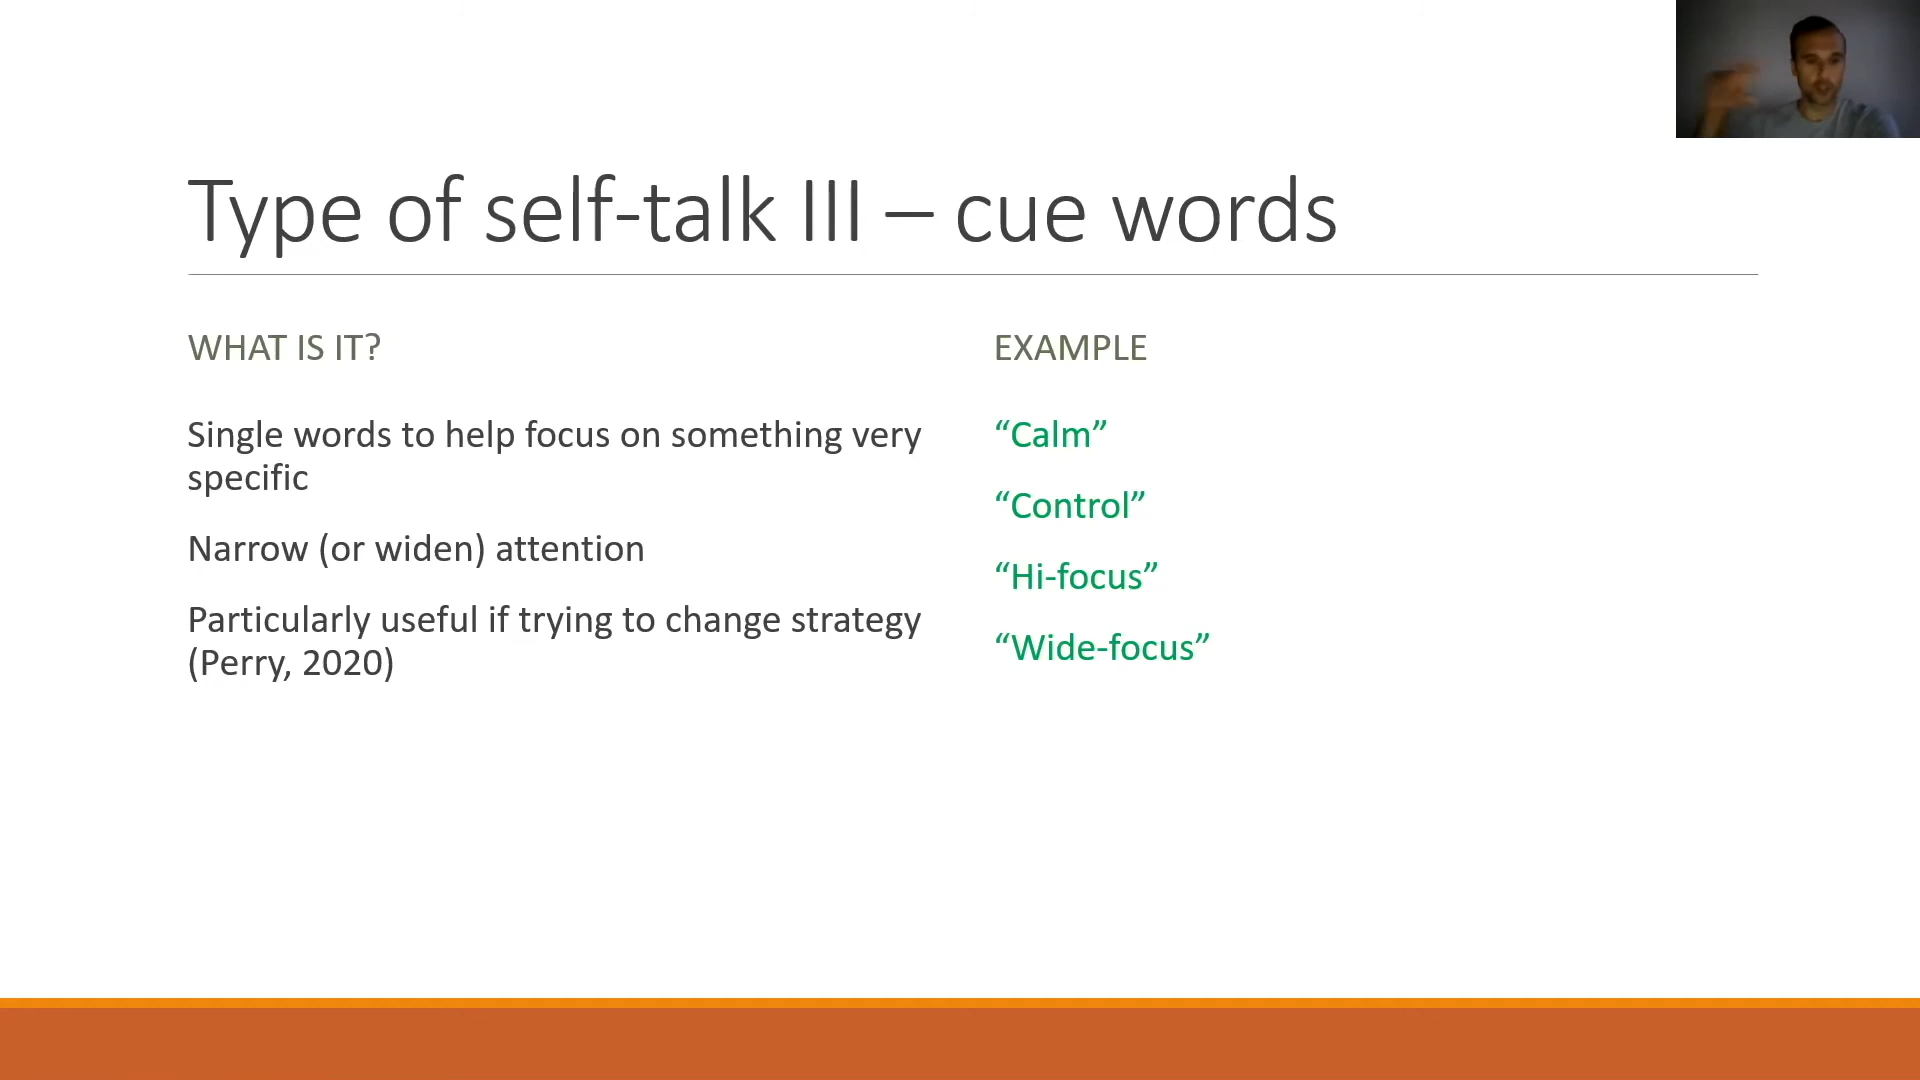 Type of self-talk III – cue words
WHAT IS IT?
Single words to help focus on something very
specific
Narrow (or widen) attention
Particularly useful if trying to change strategy
(Perry, 2020)
EXAMPLE
“Calm”
“Control”
“Hi-focus”
“Wide-focus”